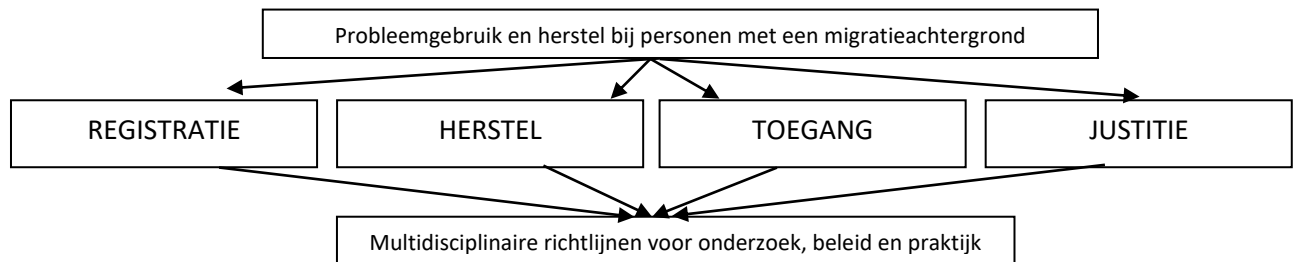 Probleemgebruik en herstel bij personen met een migratieachtergrond
REGISTRATIE
HERSTEL
TOEGANG
JUSTITIE
Multidisciplinaire richtlijnen voor onderzoek, beleid en praktijk